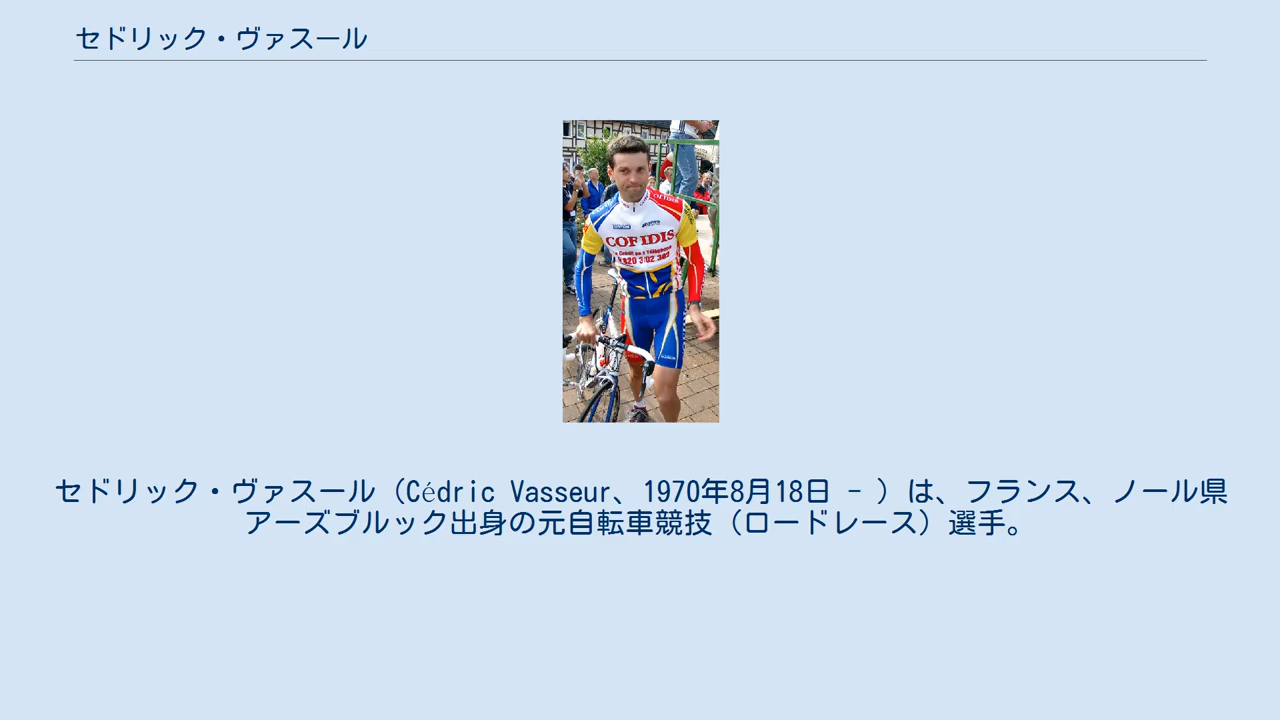 セドリック・ヴァスール
COFIDIS
COFIDIS
セドリック・ヴァスール（Cédric Vasseur、1970年8月18日 - ）は、フランス、ノール県
アーズブルック出身の元自転車競技（ロードレース）選手。